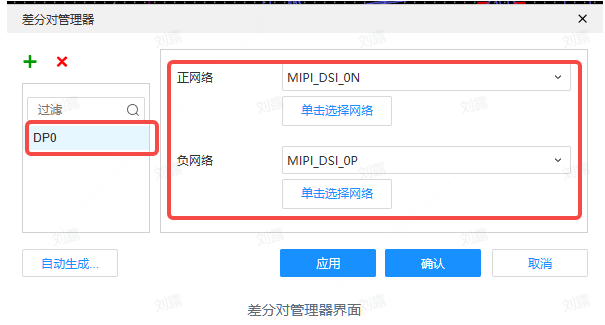 差分对管理器
过滤
DP0
正网络
MIPI_DSI_0N
单击选择网络
负网络
MIPI_DSI_0P
单击选择网络
自动生成...
应用
确认
取消
差分对管理器界面